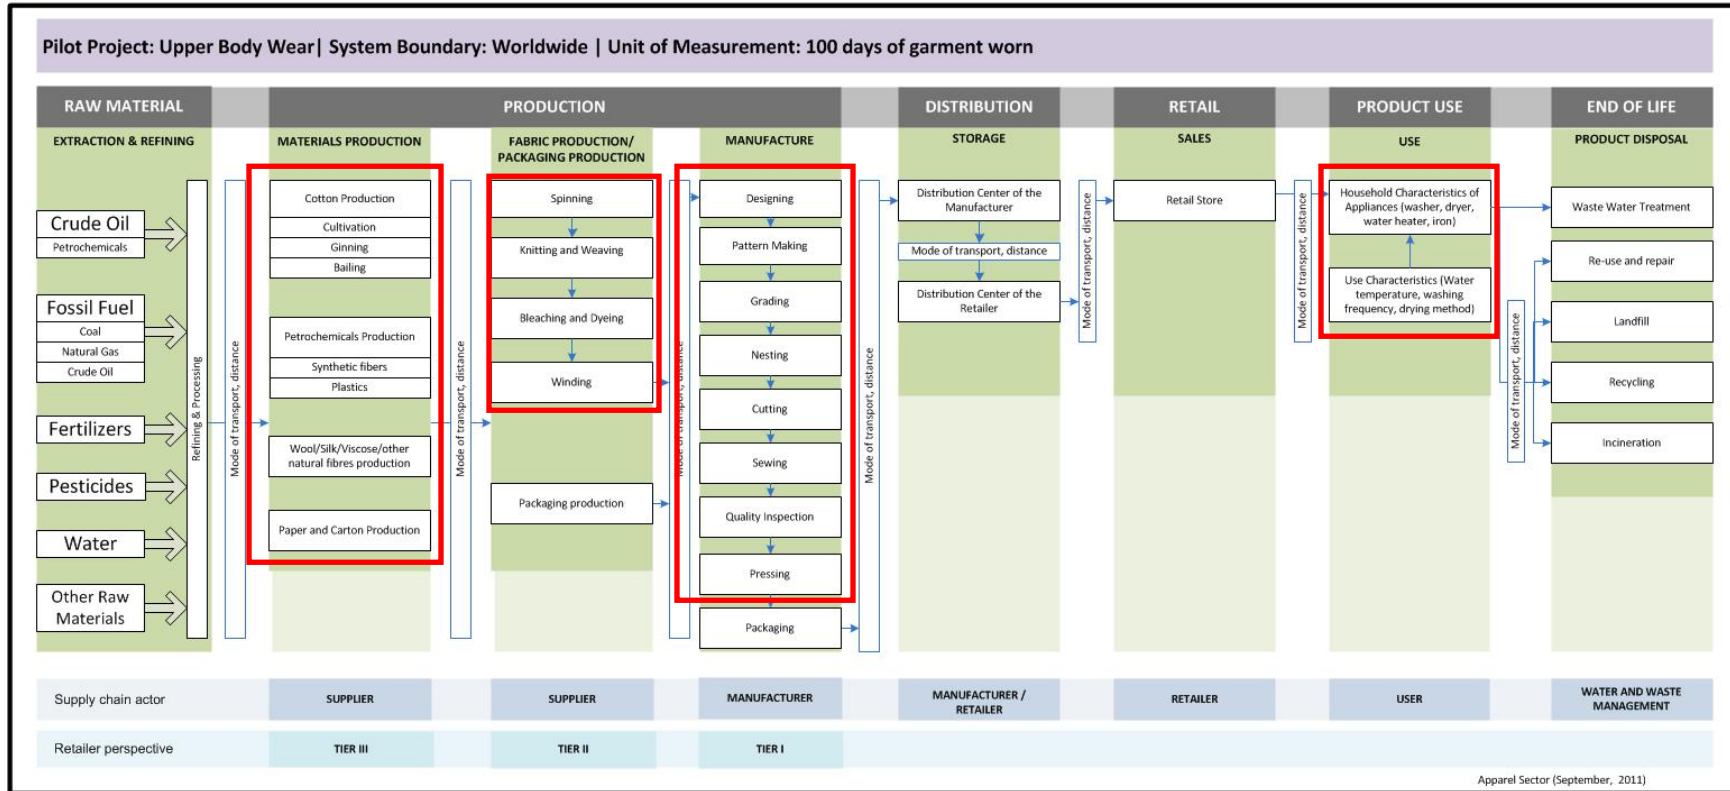 Pilot Project: Upper Body Wear| System Boundary: Worldwide | Unit of Measurement: 100 days of garment worn
RAW MATERIAL
PRODUCTION
DISTRIBUTION
RETAIL
PRODUCT USE
END OF LIFE
EXTRACTION & REFINING
MATERIALS PRODUCTION
FABRIC PRODUCTION/
PACKAGING PRODUCTION
MANUFACTURE
STORAGE
SALES
USE
PRODUCT DISPOSAL
Crude Oil
Petrochemicals
Fossil Fuel
Coal
Natural Gas
Crude Oil
Fertilizers
Pesticides
Water
Other Raw
Materials
Refining & Processing
Mode of transport, distance
Cotton Production
Cultivation
Ginning
Bailing
Petrochemicals Production
Synthetic fibers
Plastics
Wool/Silk/Viscose/other
natural fibres production
Paper and Carton Production
Mode of transport, distance
Spinning
Knitting and Weaving
Bleaching and Dyeing
Winding
Packaging production
Mode of transport, distance
Designing
Pattern Making
Grading
Nesting
Cutting
Sewing
Quality Inspection
Pressing
Packaging
Mode of transport, distance
Distribution Center of the
Manufacturer
Mode of transport, distance
Distribution Center of the
Retailer
Mode of transport, distance
Retail Store
Mode of transport, distance
Household Characteristics of
Appliances (washer, dryer,
water heater, iron)
Use Characteristics (Water
temperature, washing
frequency, drying method)
Mode of transport, distance
Waste Water Treatment
Re-use and repair
Landfill
Recycling
Incineration
Supply chain actor
SUPPLIER
SUPPLIER
MANUFACTURER
MANUFACTURER /
RETAILER
RETAILER
USER
WATER AND WASTE
MANAGEMENT
Retailer perspective
TIER III
TIER II
TIER I
Apparel Sector (September, 2011)